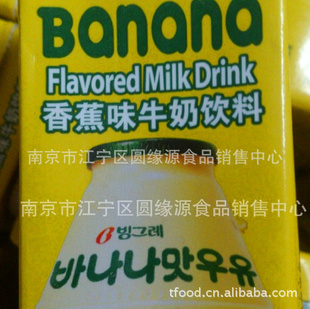 Banana
Flavored Milk Drink
香蕉味牛奶饮料
南京市江宁区圆缘源食品销售中心
南京市江宁区圆缘源食品销售中心
빙그레
바나나맛우유
tfood.cn.alibaba.com